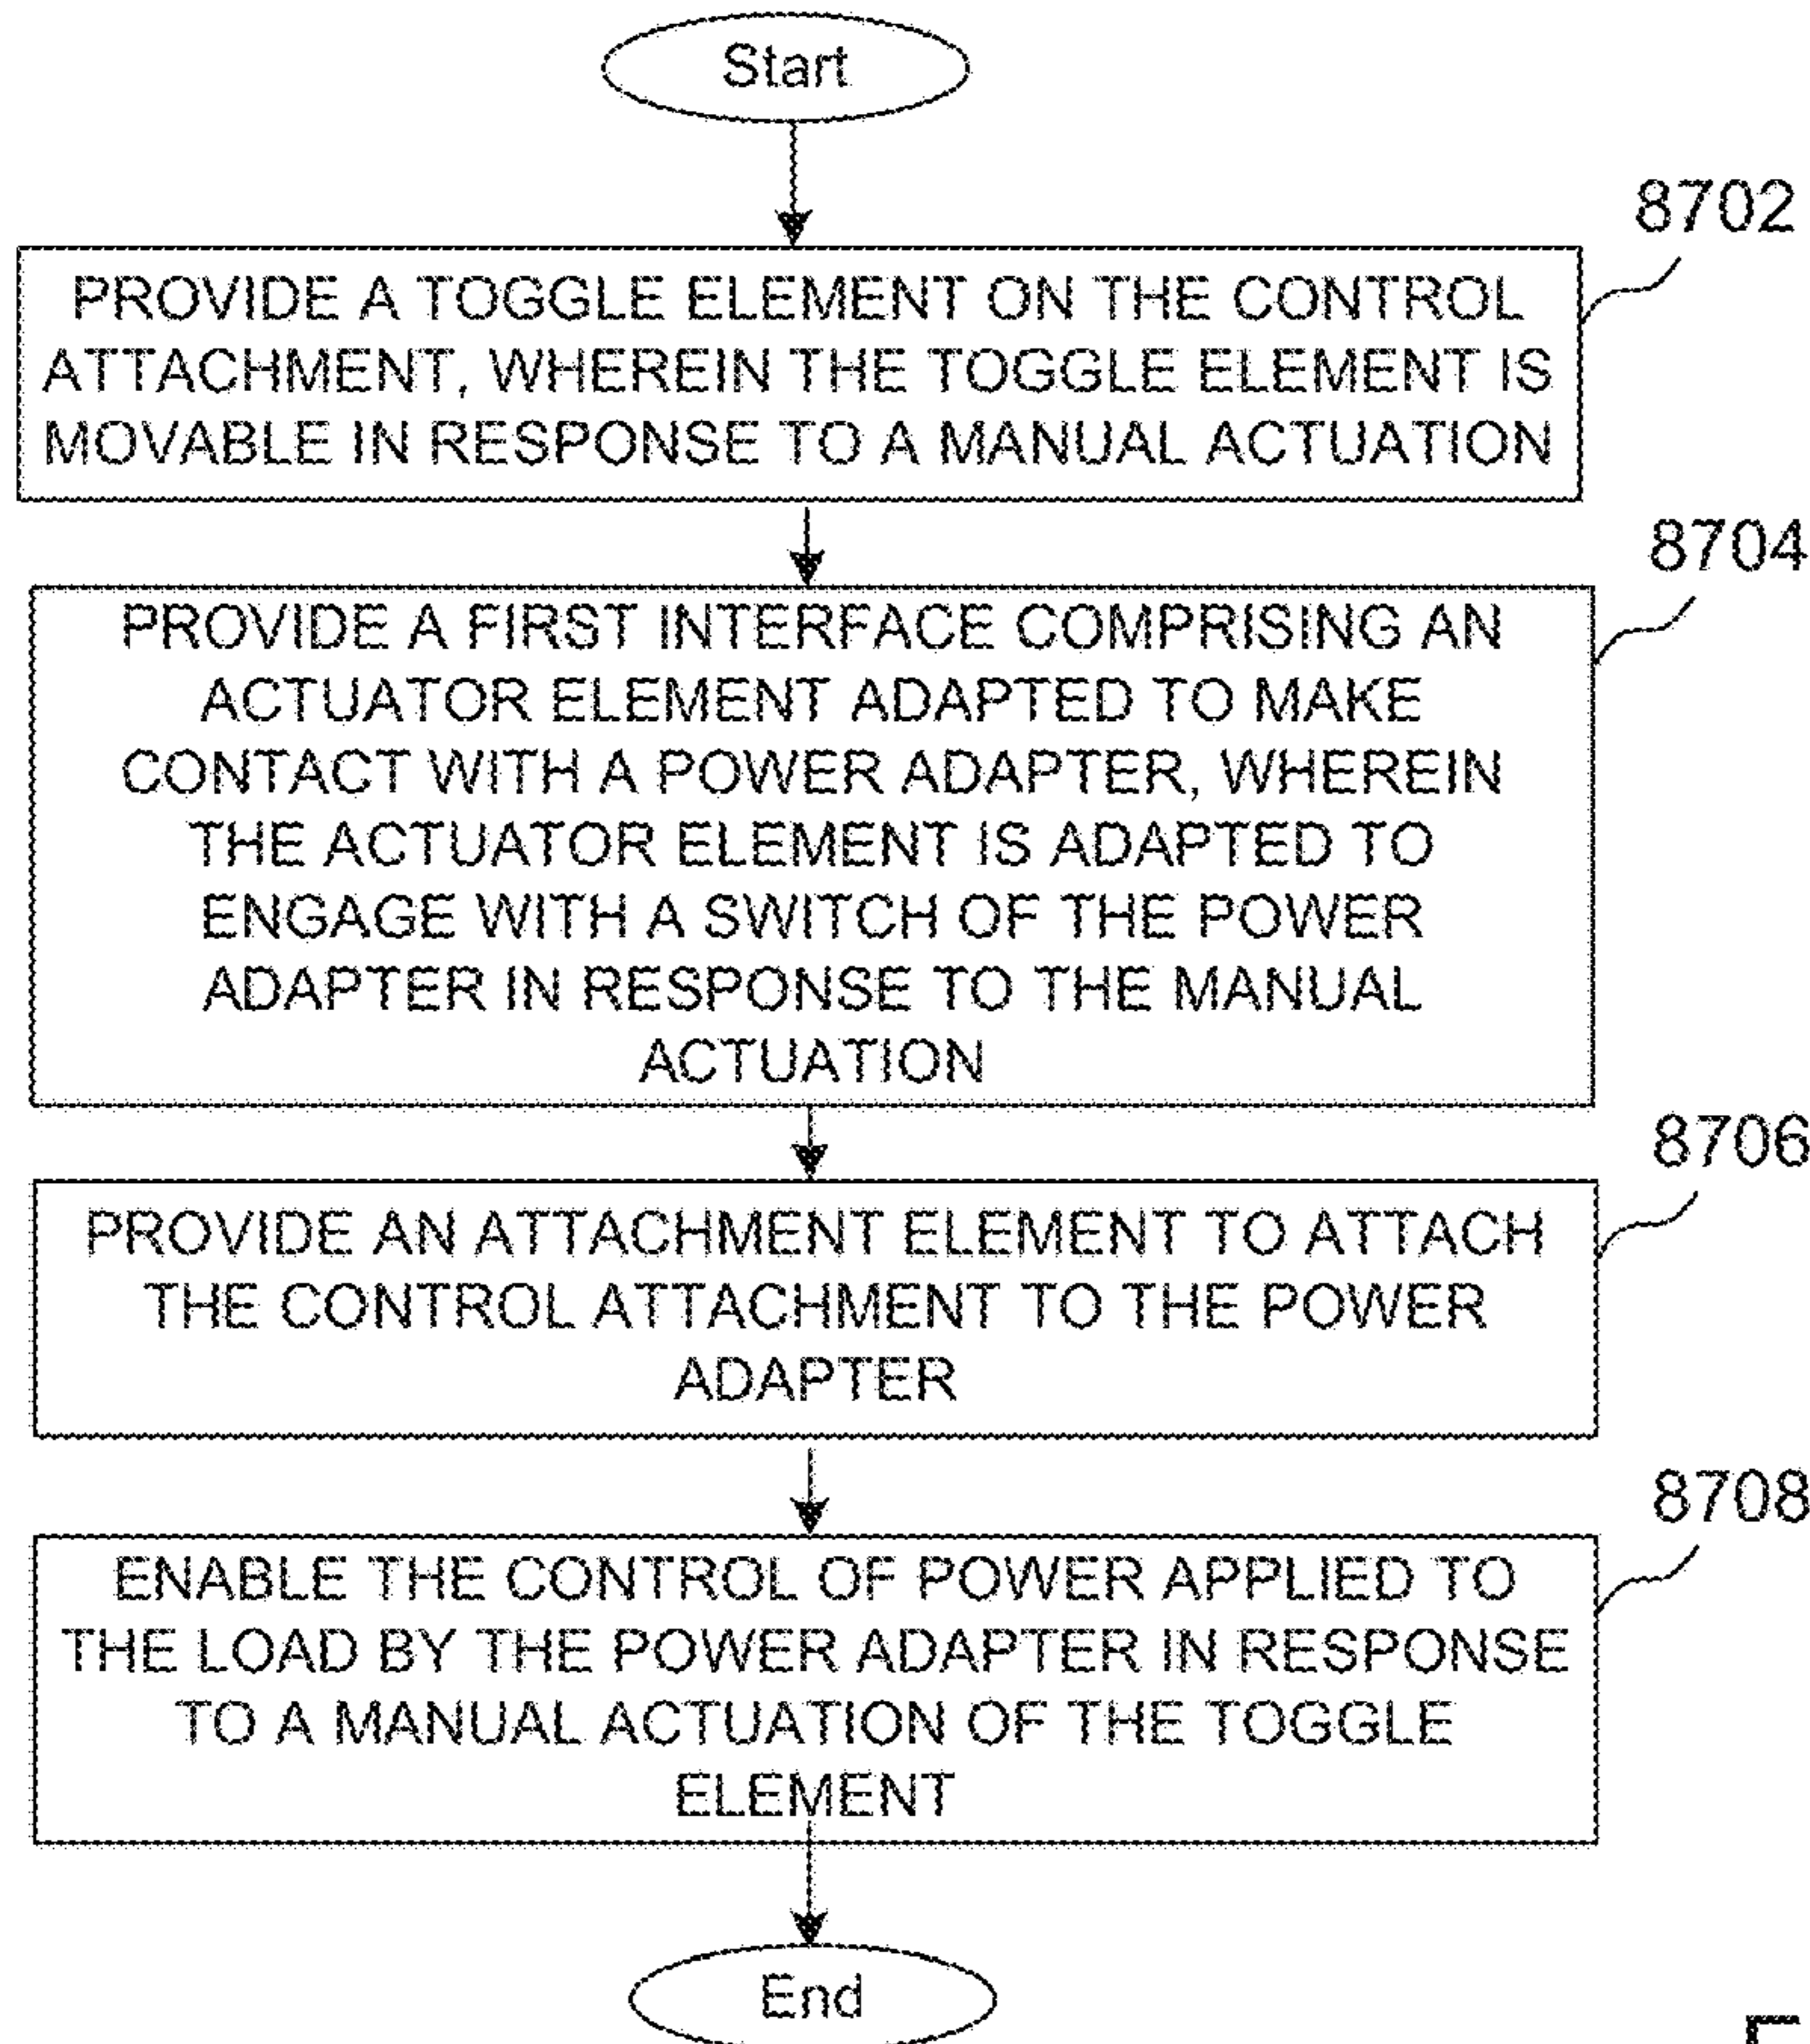 Start
8702
PROVIDE A TOGGLE ELEMENT ON THE CONTROL
ATTACHMENT, WHEREIN THE TOGGLE ELEMENT IS
MOVABLE IN RESPONSE TO A MANUAL ACTUATION
8704
PROVIDE A FIRST INTERFACE COMPRISING AN
ACTUATOR ELEMENT ADAPTED TO MAKE
CONTACT WITH A POWER ADAPTER, WHEREIN
THE ACTUATOR ELEMENT IS ADAPTED TO
ENGAGE WITH A SWITCH OF THE POWER
ADAPTER IN RESPONSE TO THE MANUAL
ACTUATION
8706
PROVIDE AN ATTACHMENT ELEMENT TO ATTACH
THE CONTROL ATTACHMENT TO THE POWER
ADAPTER
8708
ENABLE THE CONTROL OF POWER APPLIED TO
THE LOAD BY THE POWER ADAPTER IN RESPONSE
TO A MANUAL ACTUATION OF THE TOGGLE
ELEMENT
End